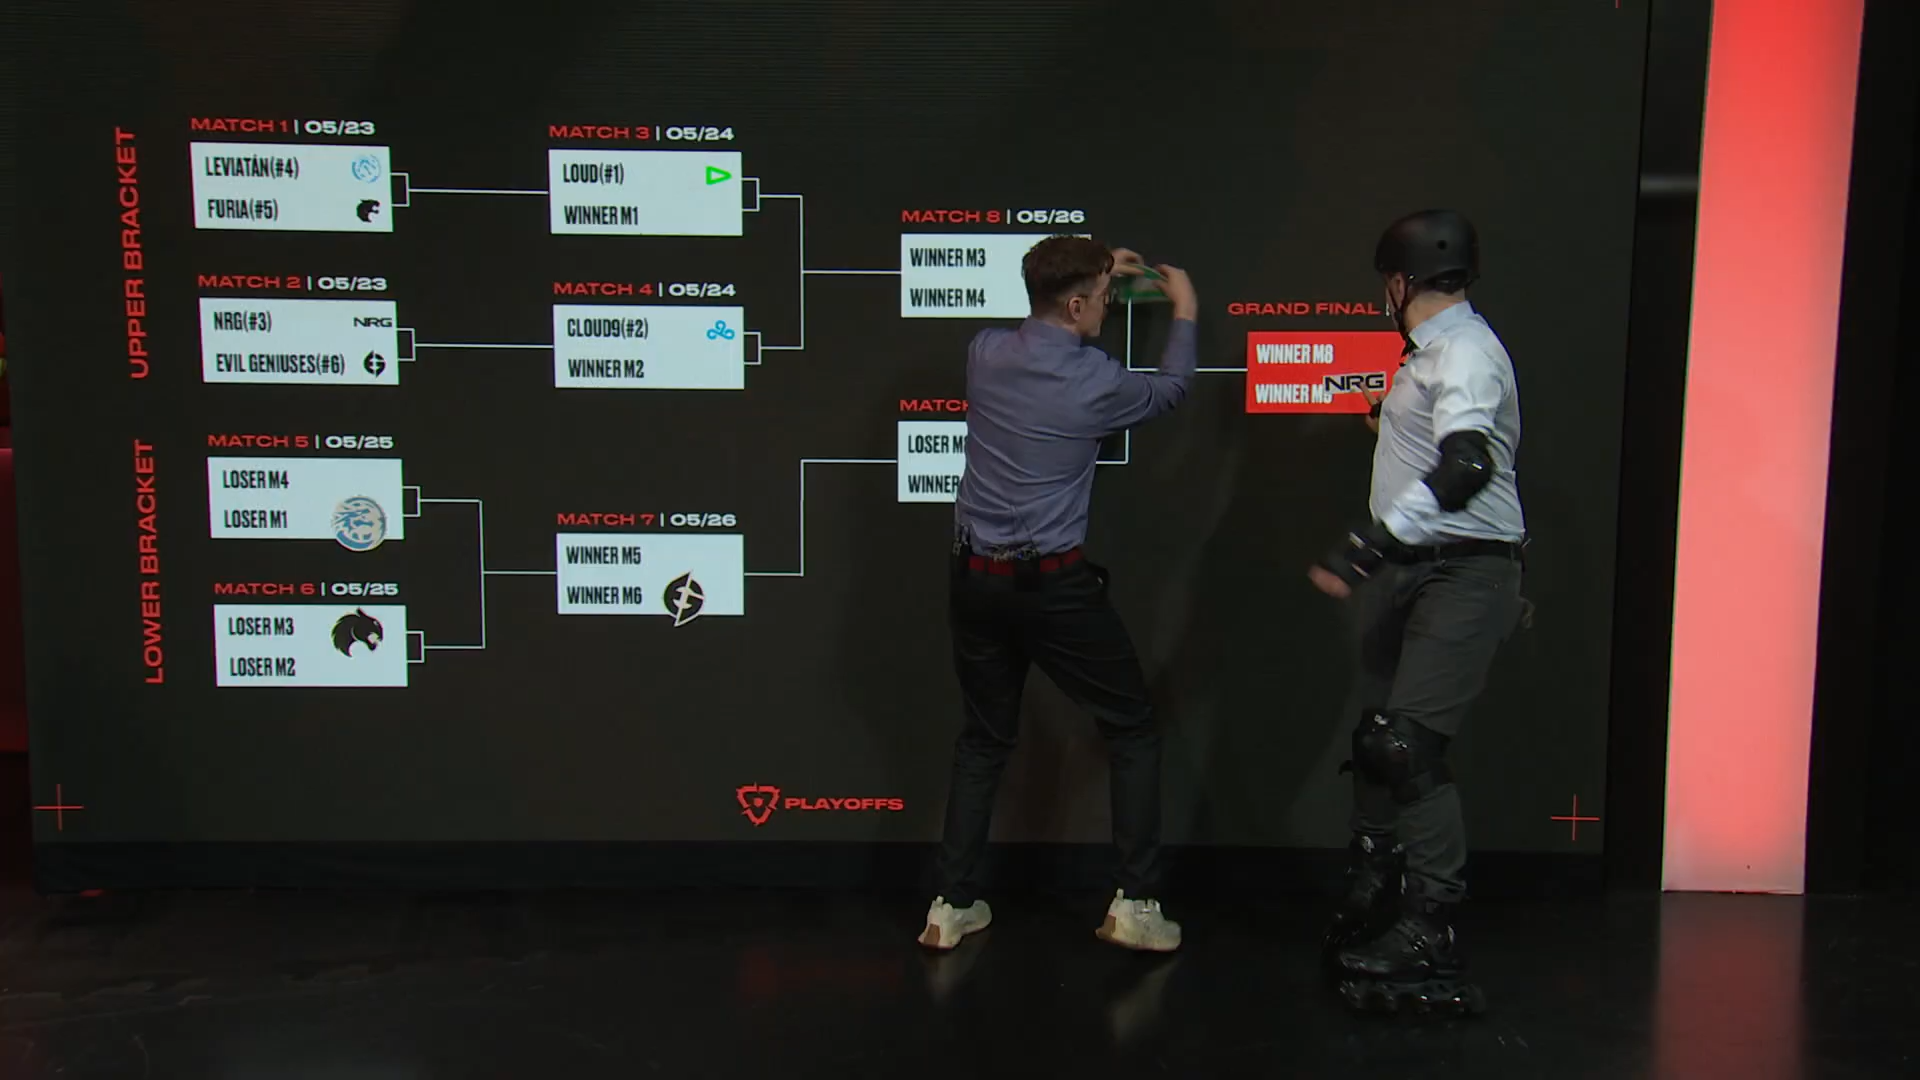 UPPER BRACKET
MATCH 1 | 05/23
LEVIATÁN(#4)
FURIA(#5)
MATCH 2 | 05/23
NRG(#3) NRG
EVIL GENIUSES(#6)
MATCH 3 | 05/24
LOUD(#1)
WINNER M1
MATCH 4 | 05/24
CLOUD9(#2)
WINNER M2
MATCH 8 | 05/26
WINNER M3
WINNER M4
GRAND FINAL
WINNER M8
WINNER
NRG
LOWER BRACKET
MATCH 5 | 05/25
LOSER M4
LOSER M1
MATCH 6 | 05/25
LOSER M3
LOSER M2
MATCH 7 | 05/26
WINNER M5
WINNER M6
LOSER
WINNER
PLAYOFFS